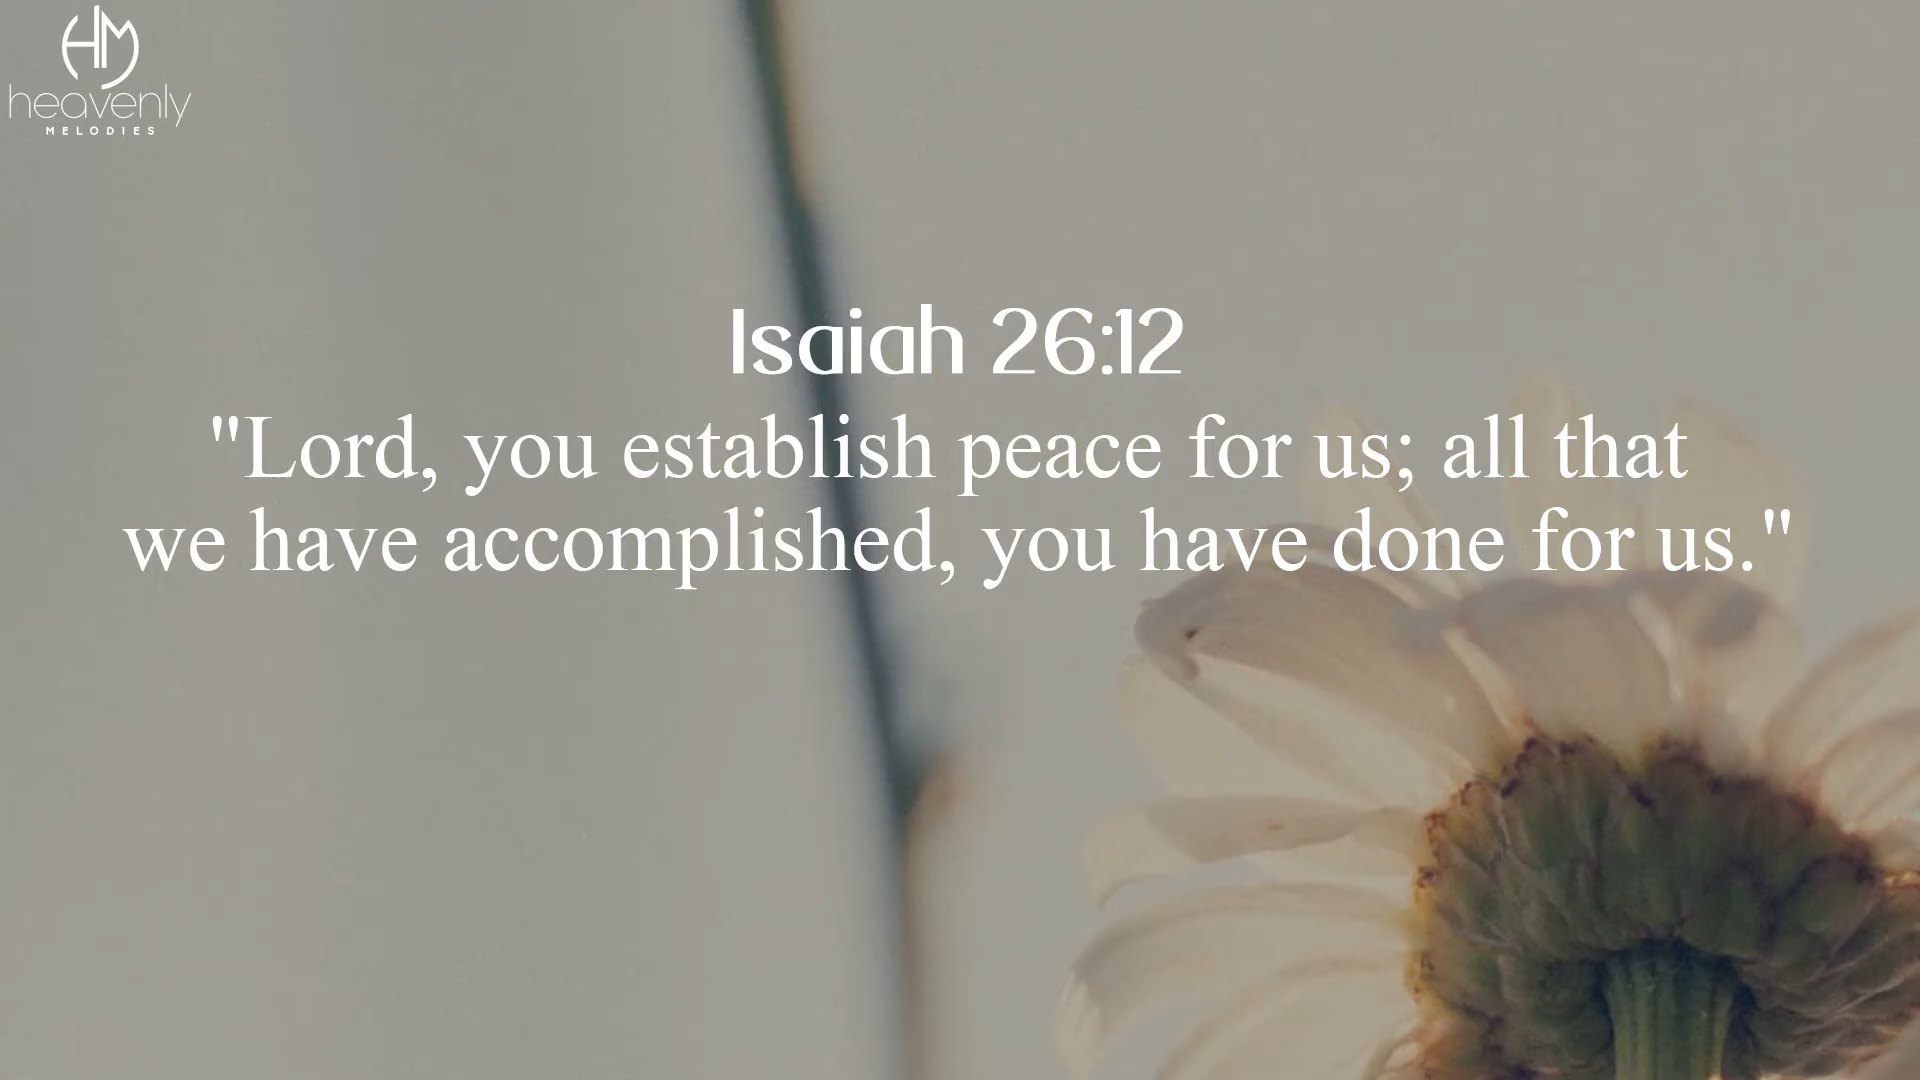 HM
heavenly
MELODIES
Isaiah 26:12
"Lord, you establish peace for us; all that
we have accomplished, you have done for us."